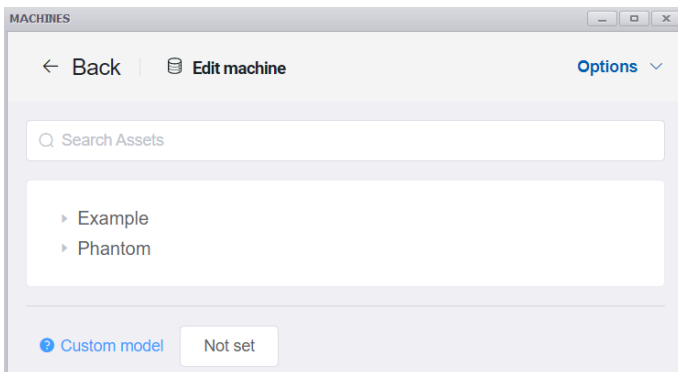 MACHINES
Back Edit machine Options
Search Assets
Example
Phantom
? Custom model Not set